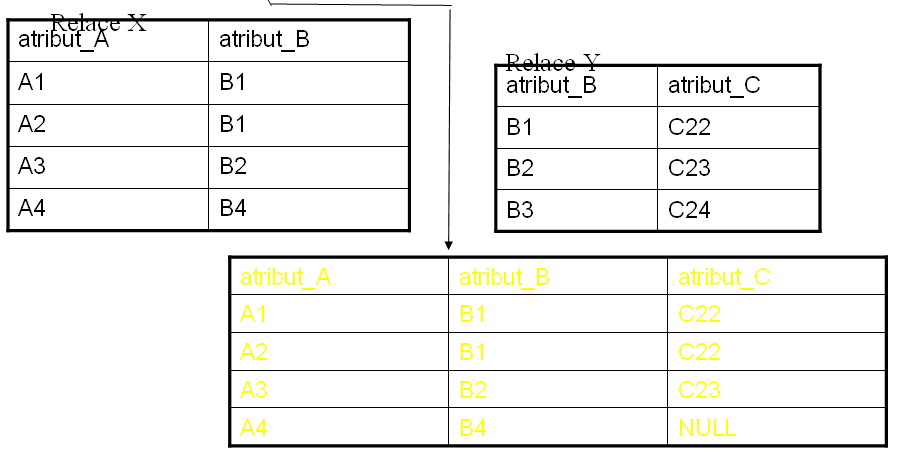 Relace X
atribut_A atribut_B
A1 B1
A2 B1
A3 B2
A4 B4
Relace Y
atribut_B atribut_C
B1 C22
B2 C23
B3 C24
atribut_A atribut_B atribut_C
A1 B1 C22
A2 B1 C22
A3 B2 C23
A4 B4 NULL